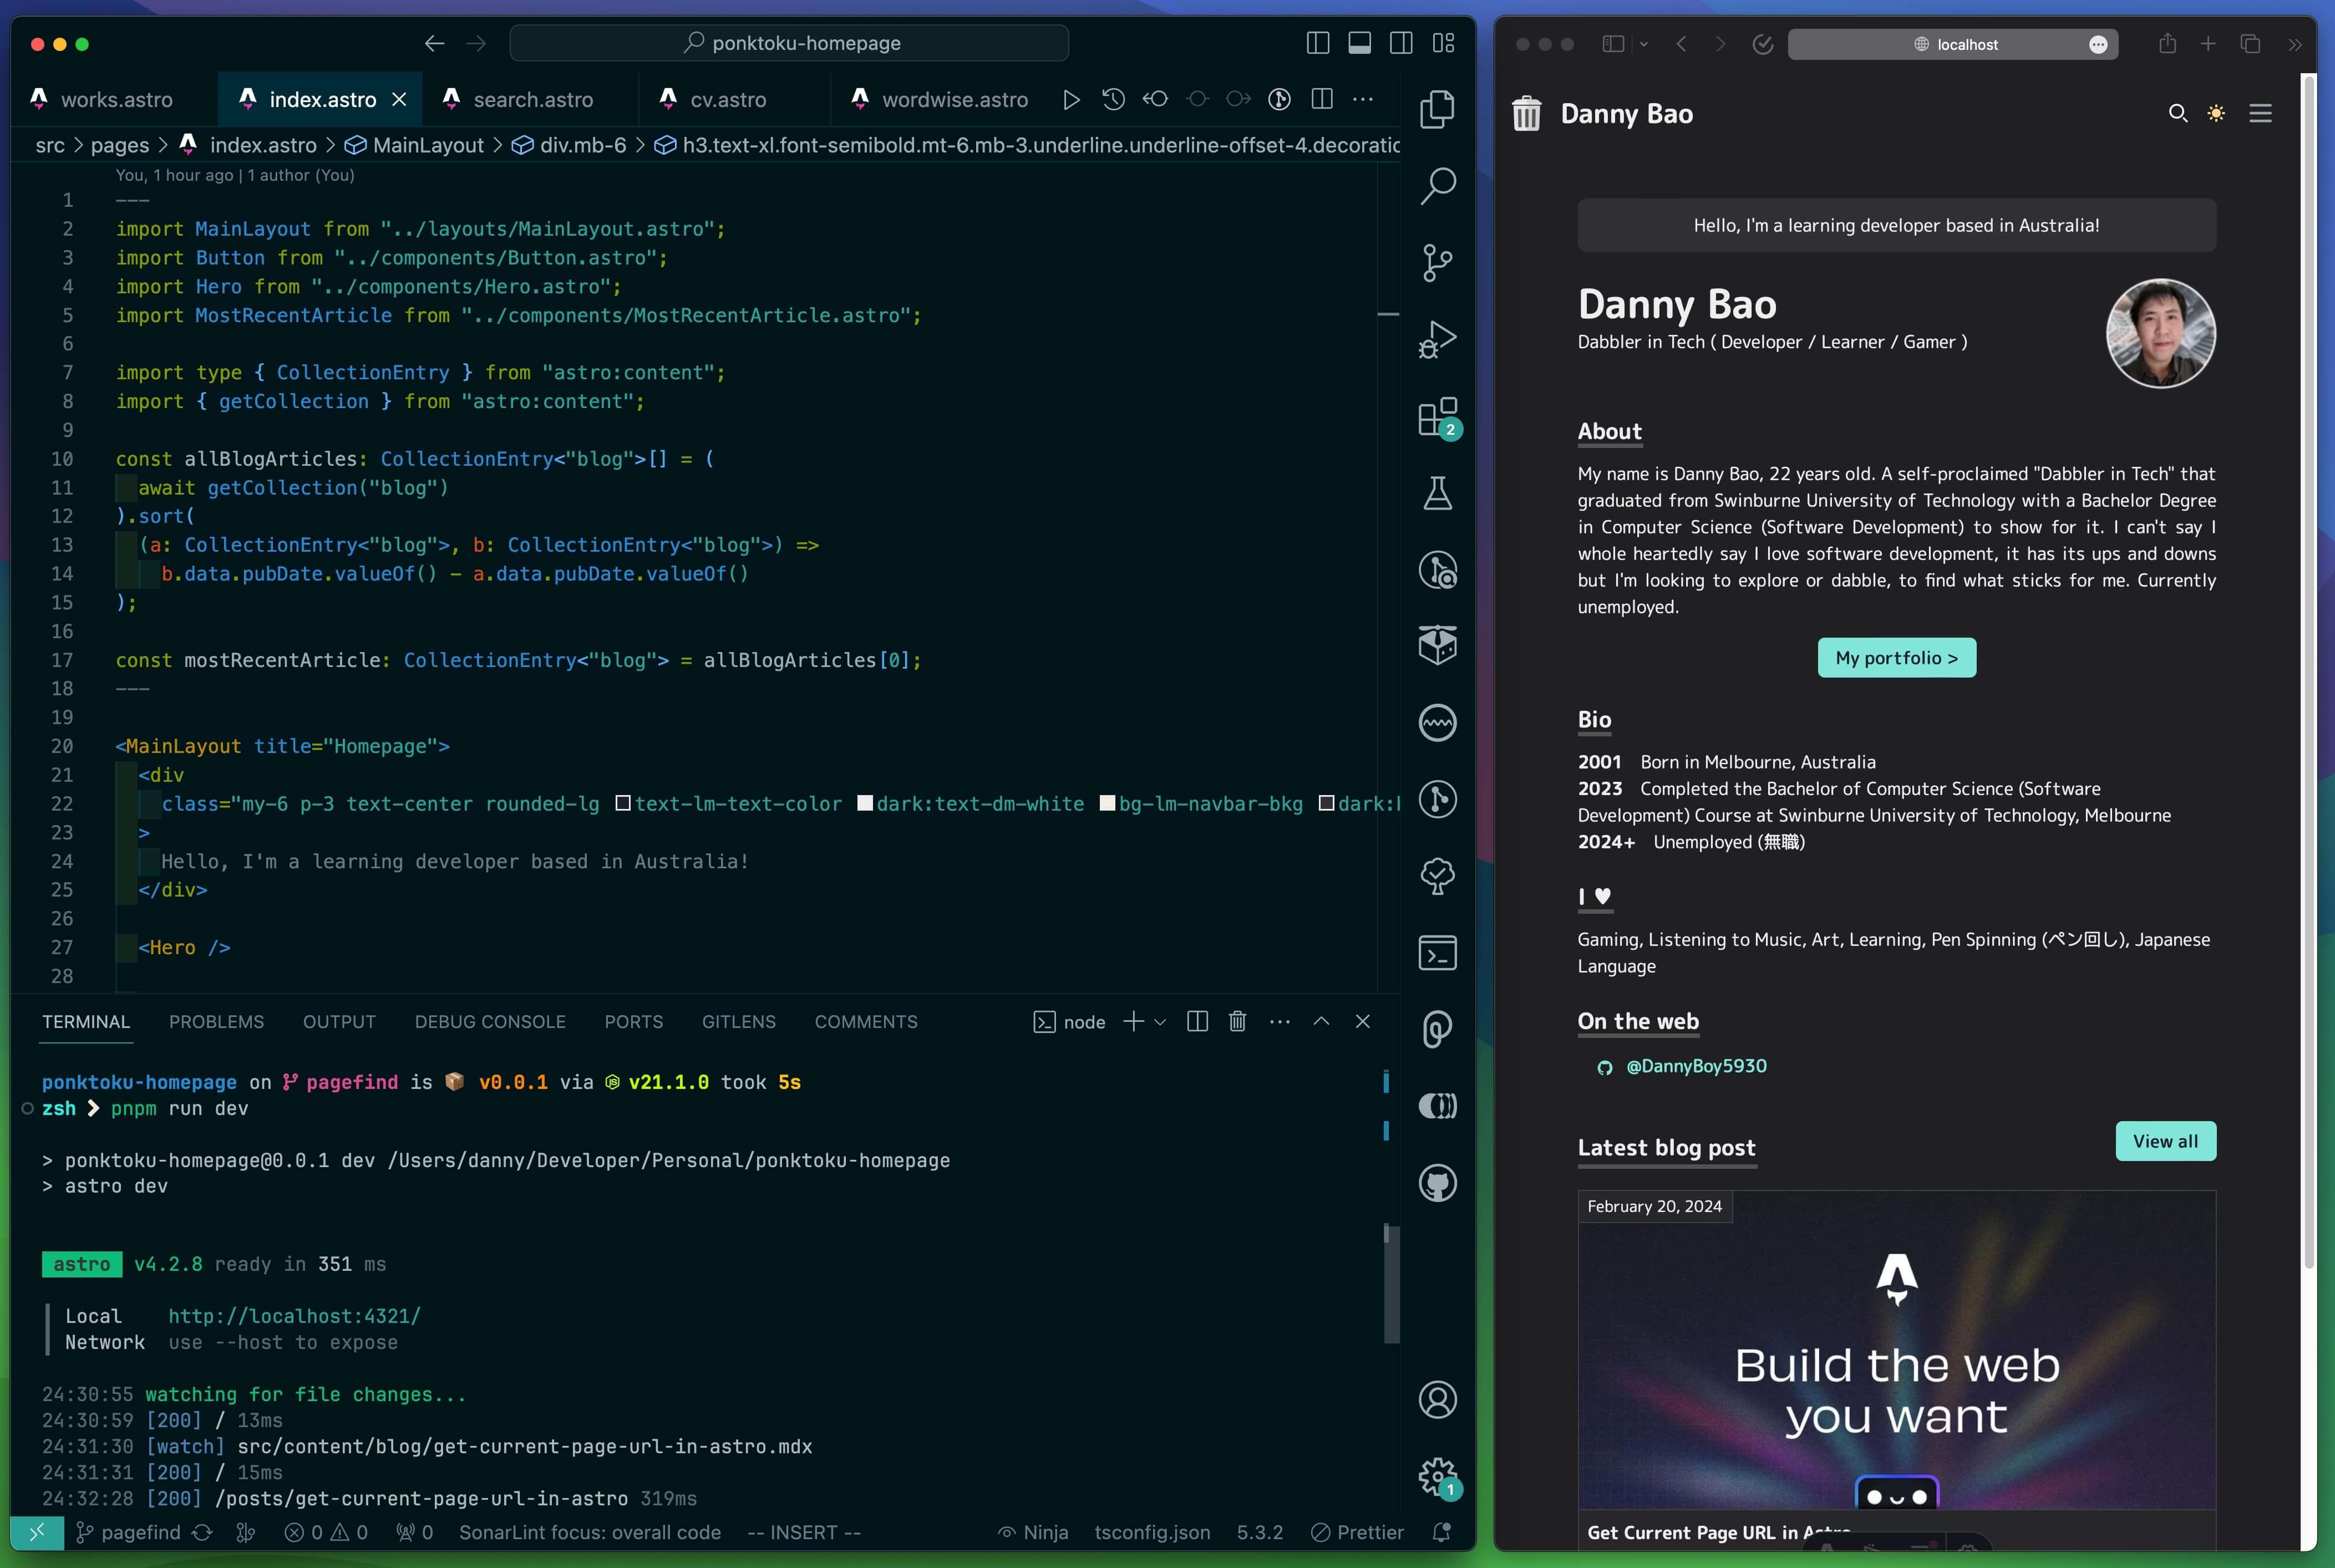 ponktoku-homepage
works.astro
index.astro
search.astro
cv.astro
wordwise.astro
src > pages > index.astro > MainLayout > div.mb-6 > h3.text-xl.font-semibold.mt-6.mb-3.underline.underline-offset-4.decoratic
You, 1 hour ago | 1 author (You)
1 ---
2 import MainLayout from "../layouts/MainLayout.astro";
3 import Button from "../components/Button.astro";
4 import Hero from "../components/Hero.astro";
5 import MostRecentArticle from "../components/MostRecentArticle.astro";
6
7 import type { CollectionEntry } from "astro:content";
8 import { getCollection } from "astro:content";
9
10 const allBlogArticles: CollectionEntry<"blog">[] = (
11 await getCollection("blog")
12 ).sort(
13 (a: CollectionEntry<"blog">, b: CollectionEntry<"blog">) =>
14 b.data.pubDate.valueOf() - a.data.pubDate.valueOf()
15 );
16
17 const mostRecentArticle: CollectionEntry<"blog"> = allBlogArticles[0];
18 ---
19
20 <MainLayout title="Homepage">
21 <div
22 class="my-6 p-3 text-center rounded-lg text-lm-text-color dark:text-dm-white bg-lm-navbar-bkg dark:
23 >
24 Hello, I'm a learning developer based in Australia!
25 </div>
26
27 <Hero />
28
2
TERMINAL
PROBLEMS
OUTPUT
DEBUG CONSOLE
PORTS
GITLENS
COMMENTS
node
ponktoku-homepage on pagefind is v0.0.1 via v21.1.0 took 5s
zsh ❯ pnpm run dev
> ponktoku-homepage@0.0.1 dev /Users/danny/Developer/Personal/ponktoku-homepage
> astro dev
astro v4.2.8 ready in 351 ms
Local http://localhost:4321/
Network use --host to expose
24:30:55 watching for file changes...
24:30:59 [200] / 13ms
24:31:30 [watch] src/content/blog/get-current-page-url-in-astro.mdx
24:31:31 [200] / 15ms
24:32:28 [200] /posts/get-current-page-url-in-astro 319ms
1
pagefind 0 0 0 SonarLint focus: overall code -- INSERT -- Ninja tsconfig.json 5.3.2 Prettier
localhost
Danny Bao
Hello, I'm a learning developer based in Australia!
Danny Bao
Dabbler in Tech ( Developer / Learner / Gamer )
About
My name is Danny Bao, 22 years old. A self-proclaimed "Dabbler in Tech" that
graduated from Swinburne University of Technology with a Bachelor Degree
in Computer Science (Software Development) to show for it. I can't say I
whole heartedly say I love software development, it has its ups and downs
but I'm looking to explore or dabble, to find what sticks for me. Currently
unemployed.
My portfolio >
Bio
2001 Born in Melbourne, Australia
2023 Completed the Bachelor of Computer Science (Software
Development) Course at Swinburne University of Technology, Melbourne
2024+ Unemployed (無職)
I ♥
Gaming, Listening to Music, Art, Learning, Pen Spinning (ペン回し), Japanese
Language
On the web
@DannyBoy5930
Latest blog post
View all
February 20, 2024
Build the web
you want
Get Current Page URL in Astro